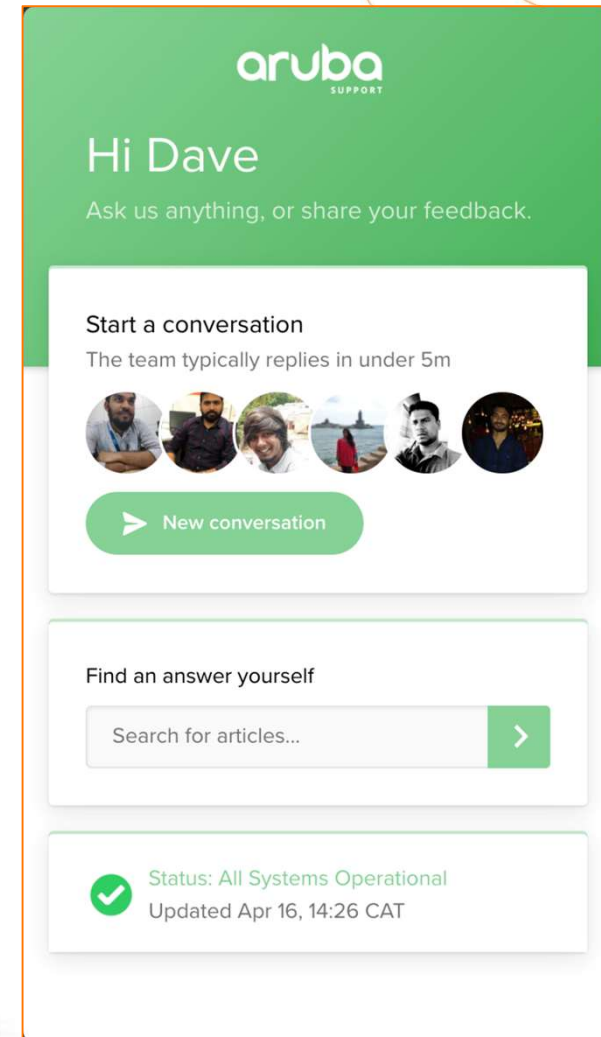 aruba
SUPPORT
Hi Dave
Ask us anything, or share your feedback.
Start a conversation
The team typically replies in under 5m
New conversation
Find an answer yourself
Search for articles...
Status: All Systems Operational
Updated Apr 16, 14:26 CAT